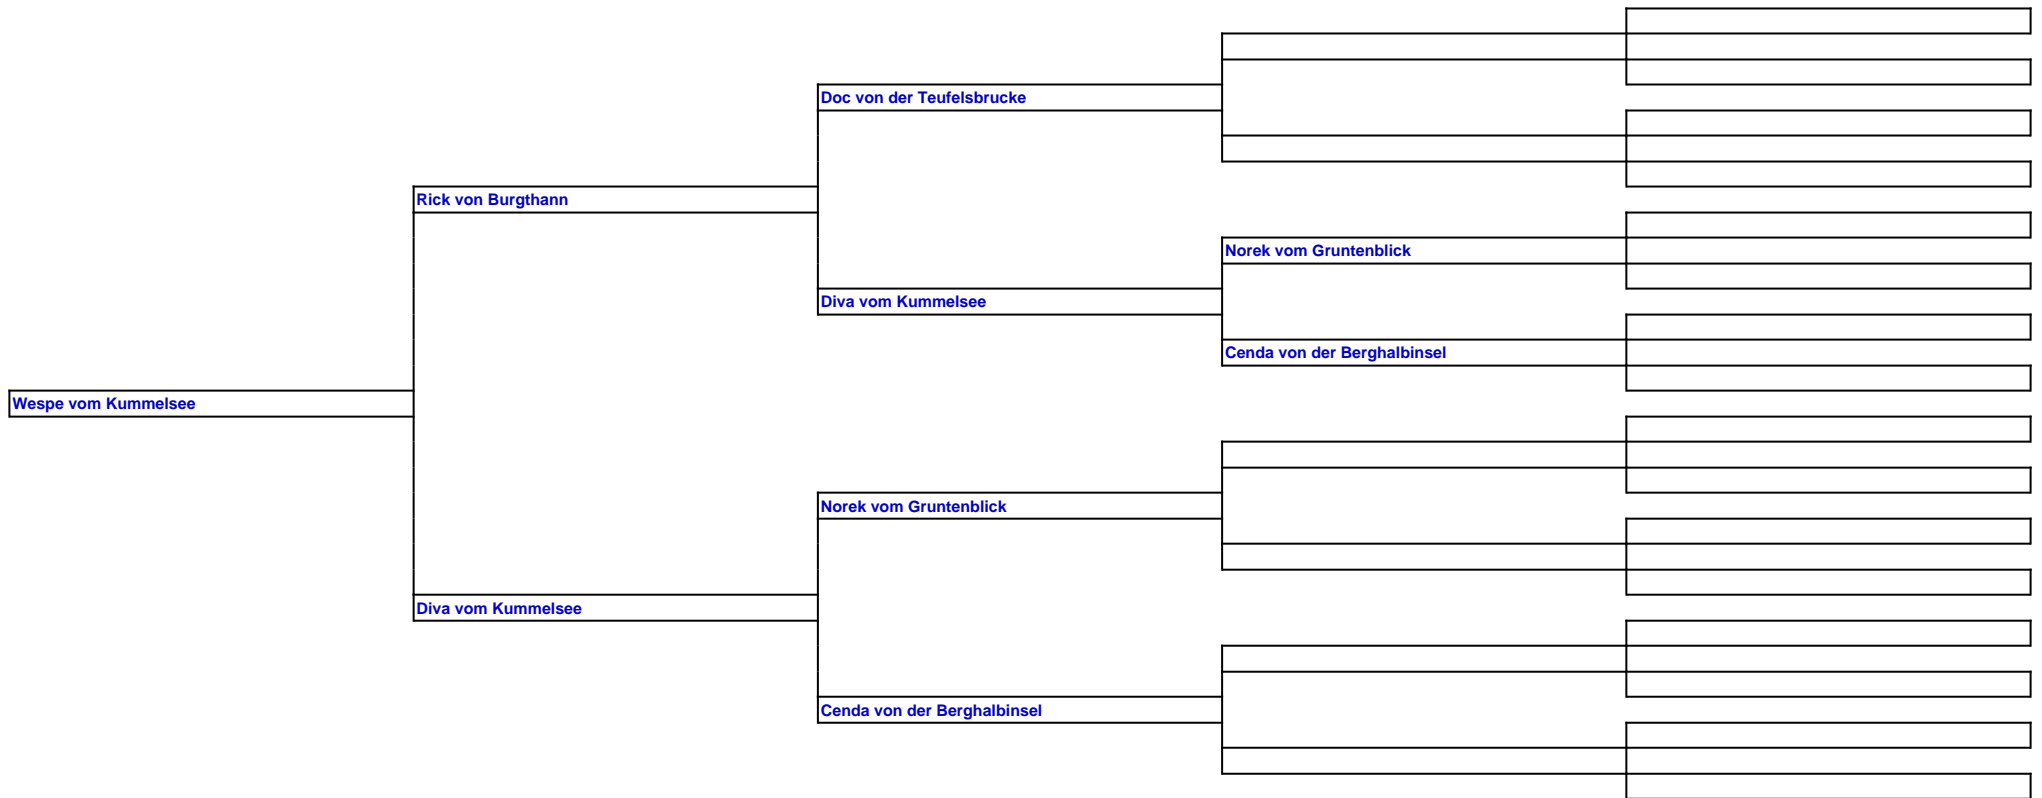 Doc von der Teufelsbrucke
Rick von Burgthann
Norek vom Gruntenblick
Diva vom Kummelsee
Cenda von der Berghalbinsel
Wespe vom Kummelsee
Norek vom Gruntenblick
Diva vom Kummelsee
Cenda von der Berghalbinsel